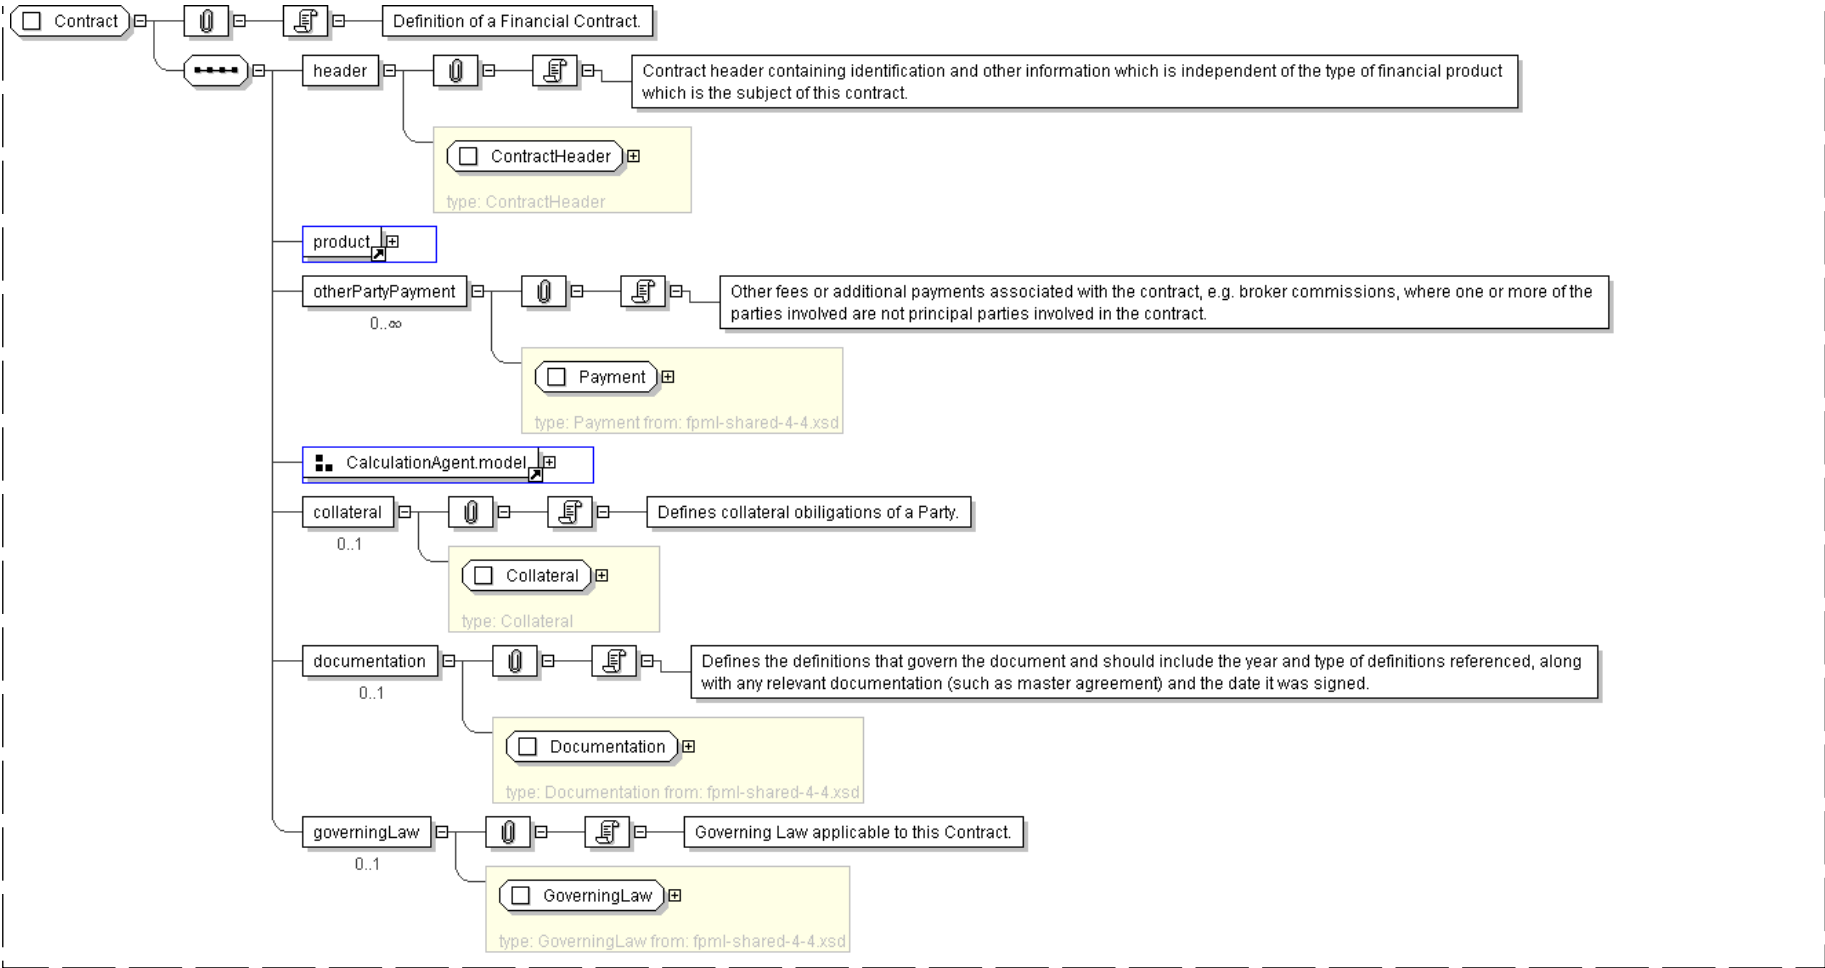 Contract
Definition of a Financial Contract.
header
Contract header containing identification and other information which is independent of the type of financial product
which is the subject of this contract.
ContractHeader
type: ContractHeader
product
otherPartyPayment
0..∞
Other fees or additional payments associated with the contract, e.g. broker commissions, where one or more of the
parties involved are not principal parties involved in the contract.
Payment
type: Payment from: fpml-shared-4-4.xsd
CalculationAgent.model
collateral
0..1
Defines collateral obiligations of a Party.
Collateral
type: Collateral
documentation
0..1
Defines the definitions that govern the document and should include the year and type of definitions referenced, along
with any relevant documentation (such as master agreement) and the date it was signed.
Documentation
type: Documentation from: fpml-shared-4-4.xsd
governingLaw
0..1
Governing Law applicable to this Contract.
GoverningLaw
type: GoverningLaw from: fpml-shared-4-4.xsd